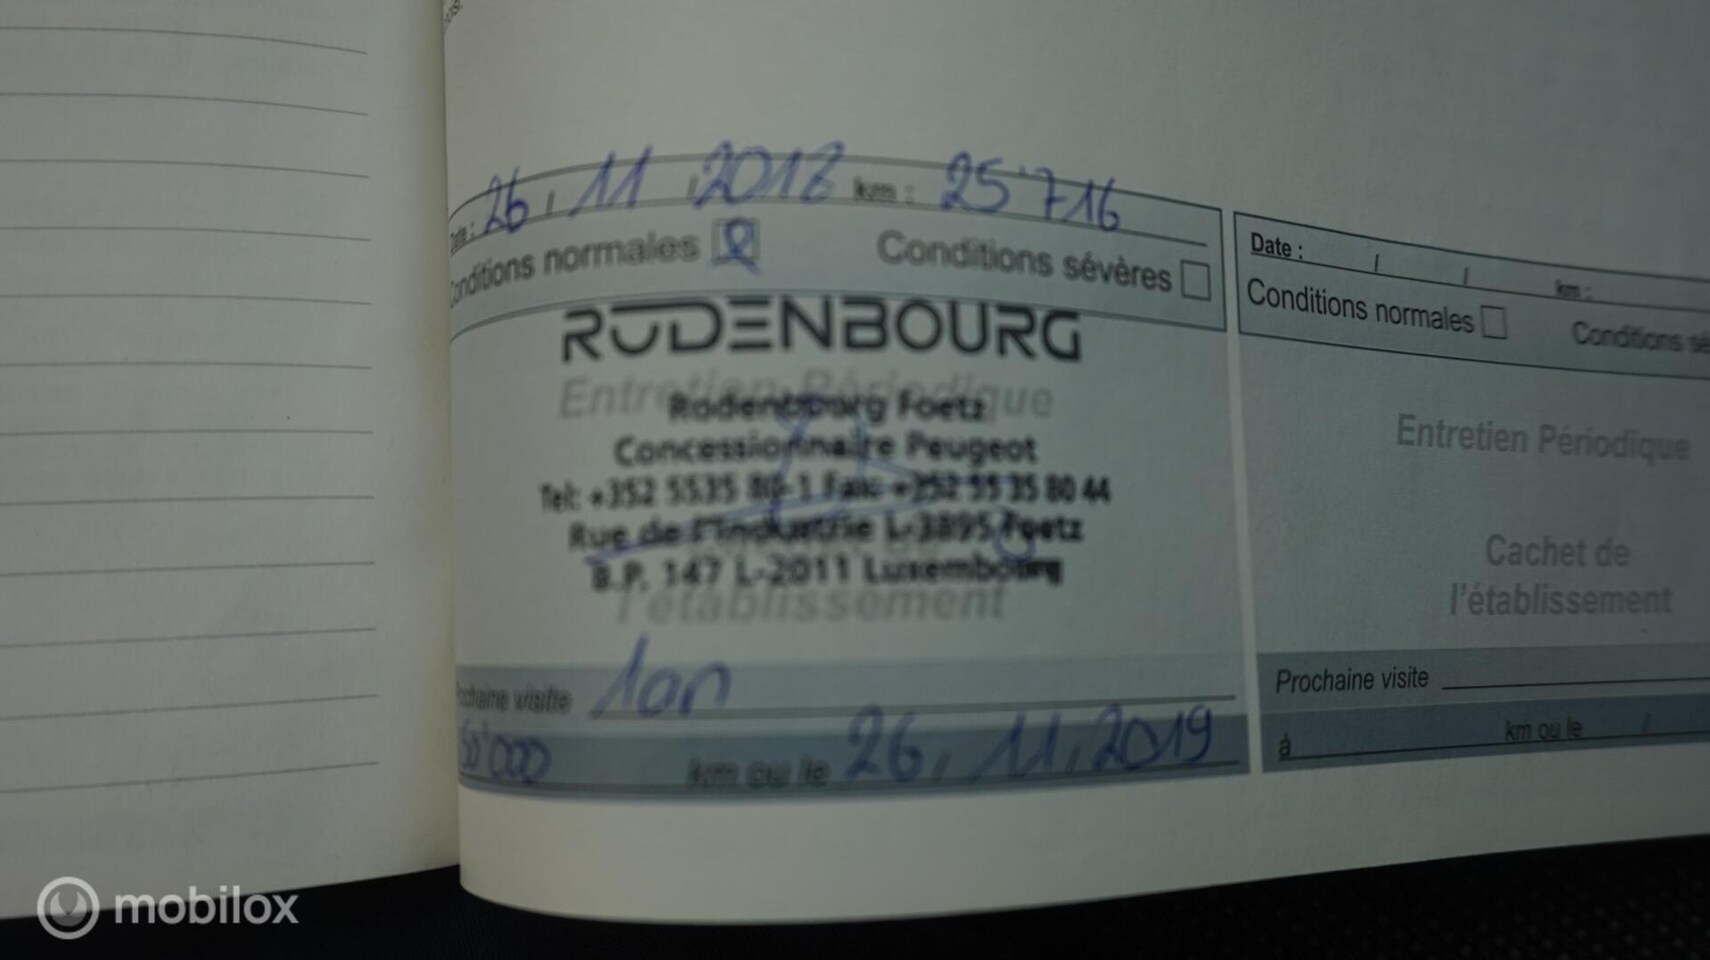 Date : 26 / 11 / 2018 km : 25'716
Conditions normales Conditions sévères
RODENBOURG
Entretien Périodique
Rodenbourg Foetz
Concessionnaire Peugeot
Tel: +352 5535 80-1 Fax: +352 55 35 80 44
Rue de l'Industrie L-3895 Foetz
B.P. 147 L-2011 Luxembourg
l'établissement
Prochaine visite 1an
50'000 km ou le 26 / 11 / 2019
Date : / / km :
Conditions normales Conditions sé
Entretien Périodique
Cachet de
l'établissement
Prochaine visite
à km ou le /
mobilox